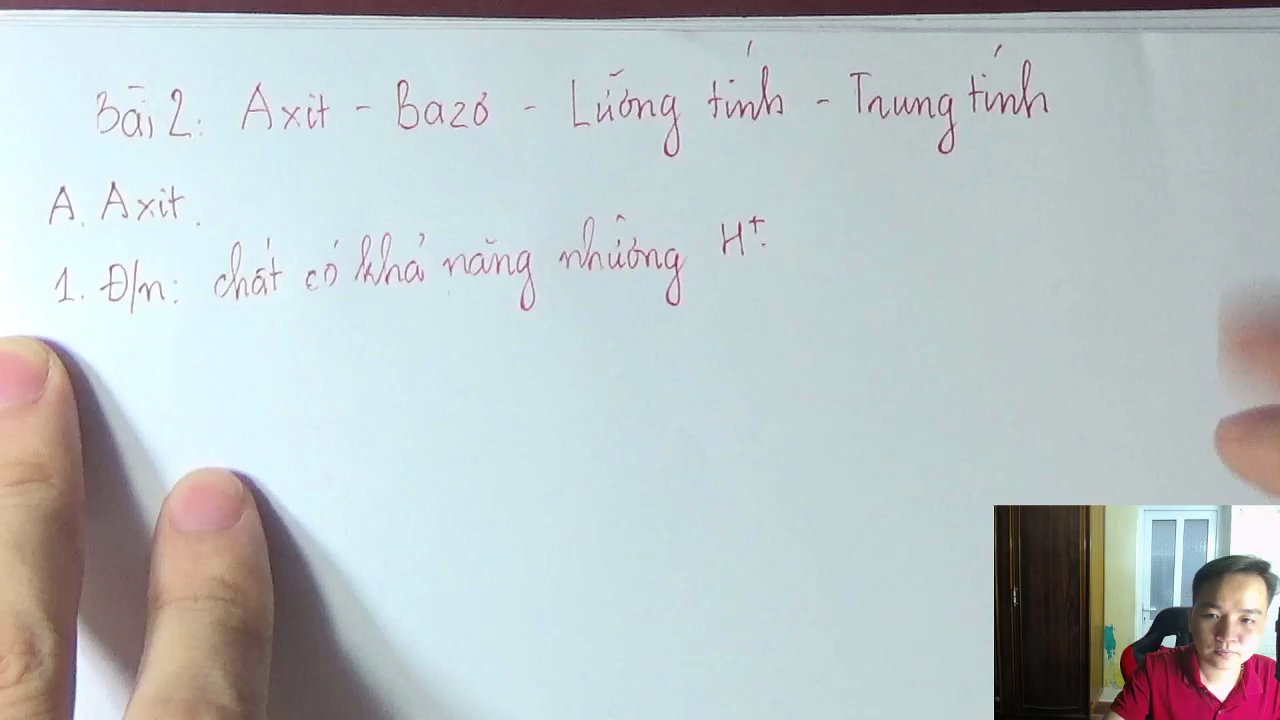 Bài 2: Axit - Bazơ - Lưỡng tính - Trung tính
A. Axit.
1. Đ/n: chất có khả năng nhường H⁺.